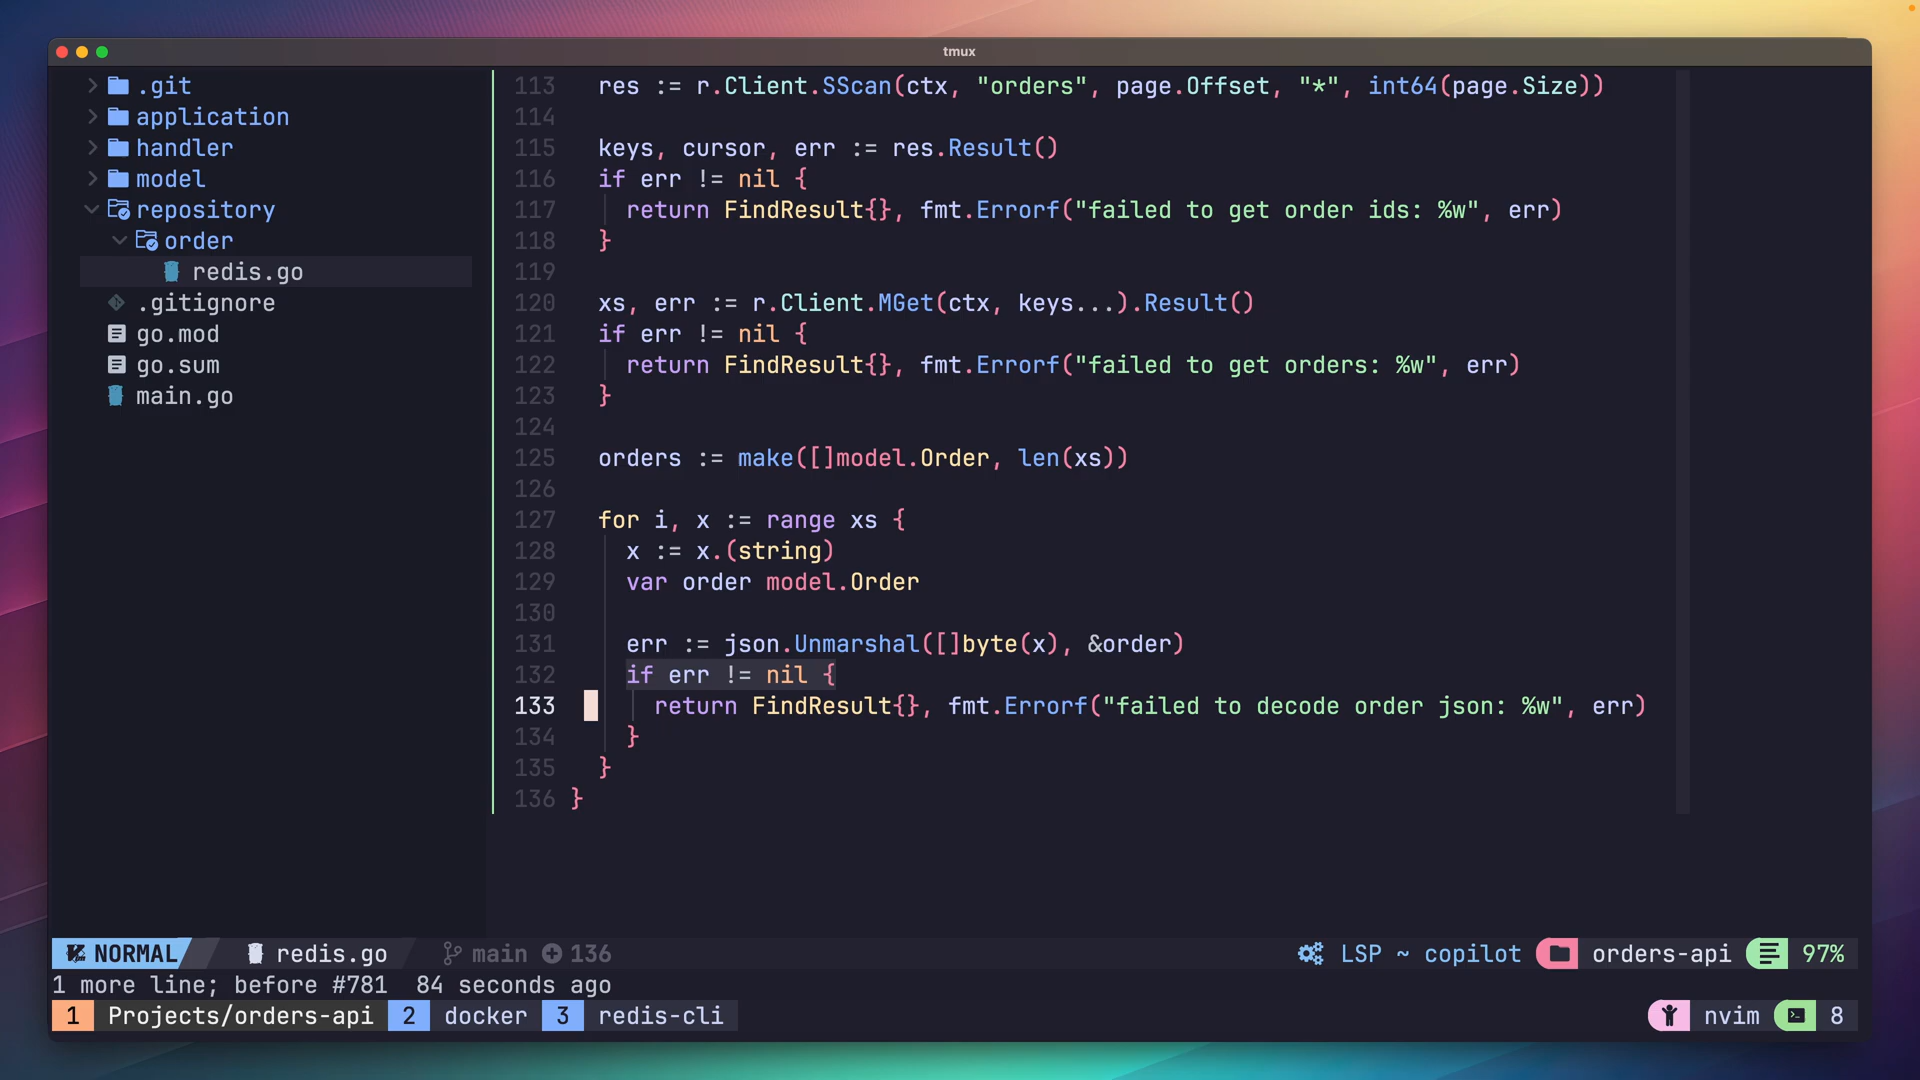 tmux
.git
application
handler
model
repository
order
redis.go
.gitignore
go.mod
go.sum
main.go
113 res := r.Client.SScan(ctx, "orders", page.Offset, "*", int64(page.Size))
114
115 keys, cursor, err := res.Result()
116 if err != nil {
117 return FindResult{}, fmt.Errorf("failed to get order ids: %w", err)
118 }
119
120 xs, err := r.Client.MGet(ctx, keys...).Result()
121 if err != nil {
122 return FindResult{}, fmt.Errorf("failed to get orders: %w", err)
123 }
124
125 orders := make([]model.Order, len(xs))
126
127 for i, x := range xs {
128 x := x.(string)
129 var order model.Order
130
131 err := json.Unmarshal([]byte(x), &order)
132 if err != nil {
133 return FindResult{}, fmt.Errorf("failed to decode order json: %w", err)
134 }
135 }
136 }
NORMAL redis.go main 136 LSP ~ copilot orders-api 97%
1 more line; before #781 84 seconds ago
1 Projects/orders-api 2 docker 3 redis-cli nvim 8